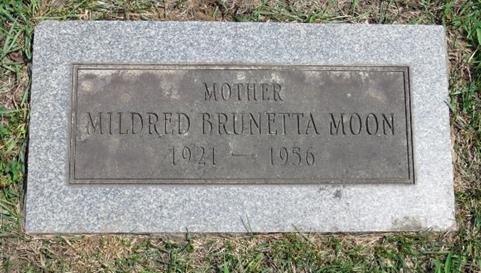 MOTHER
MILDRED BRUNETTA MOON
1921 — 1956